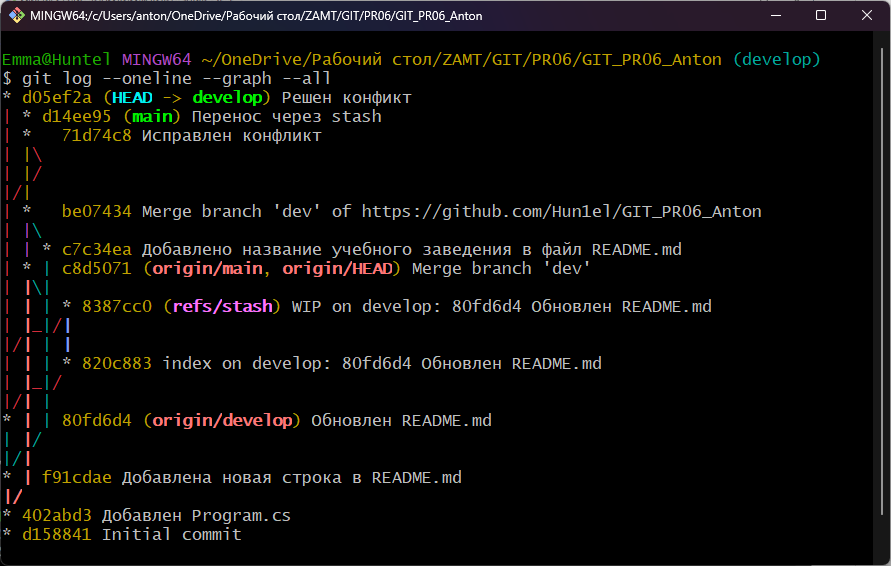 MINGW64:/c/Users/anton/OneDrive/Рабочий стол/ZAMT/GIT/PR06/GIT_PR06_Anton
Emma@Huntel MINGW64 ~/OneDrive/Рабочий стол/ZAMT/GIT/PR06/GIT_PR06_Anton (develop)
$ git log --oneline --graph --all
* d05ef2a (HEAD -> develop) Решен конфикт
| * d14ee95 (main) Перенос через stash
| *   71d74c8 Исправлен конфликт
| |\
| |/
|/|
| *   be07434 Merge branch 'dev' of https://github.com/Hun1el/GIT_PR06_Anton
| |\
| | * c7c34ea Добавлено название учебного заведения в файл README.md
| * | c8d5071 (origin/main, origin/HEAD) Merge branch 'dev'
| |\|
| | | * 8387cc0 (refs/stash) WIP on develop: 80fd6d4 Обновлен README.md
| |_|/|
|/| | |
| | | * 820c883 index on develop: 80fd6d4 Обновлен README.md
| |_|/
|/| |
* | | 80fd6d4 (origin/develop) Обновлен README.md
| |/
|/|
* | f91cdae Добавлена новая строка в README.md
|/
* 402abd3 Добавлен Program.cs
* d158841 Initial commit